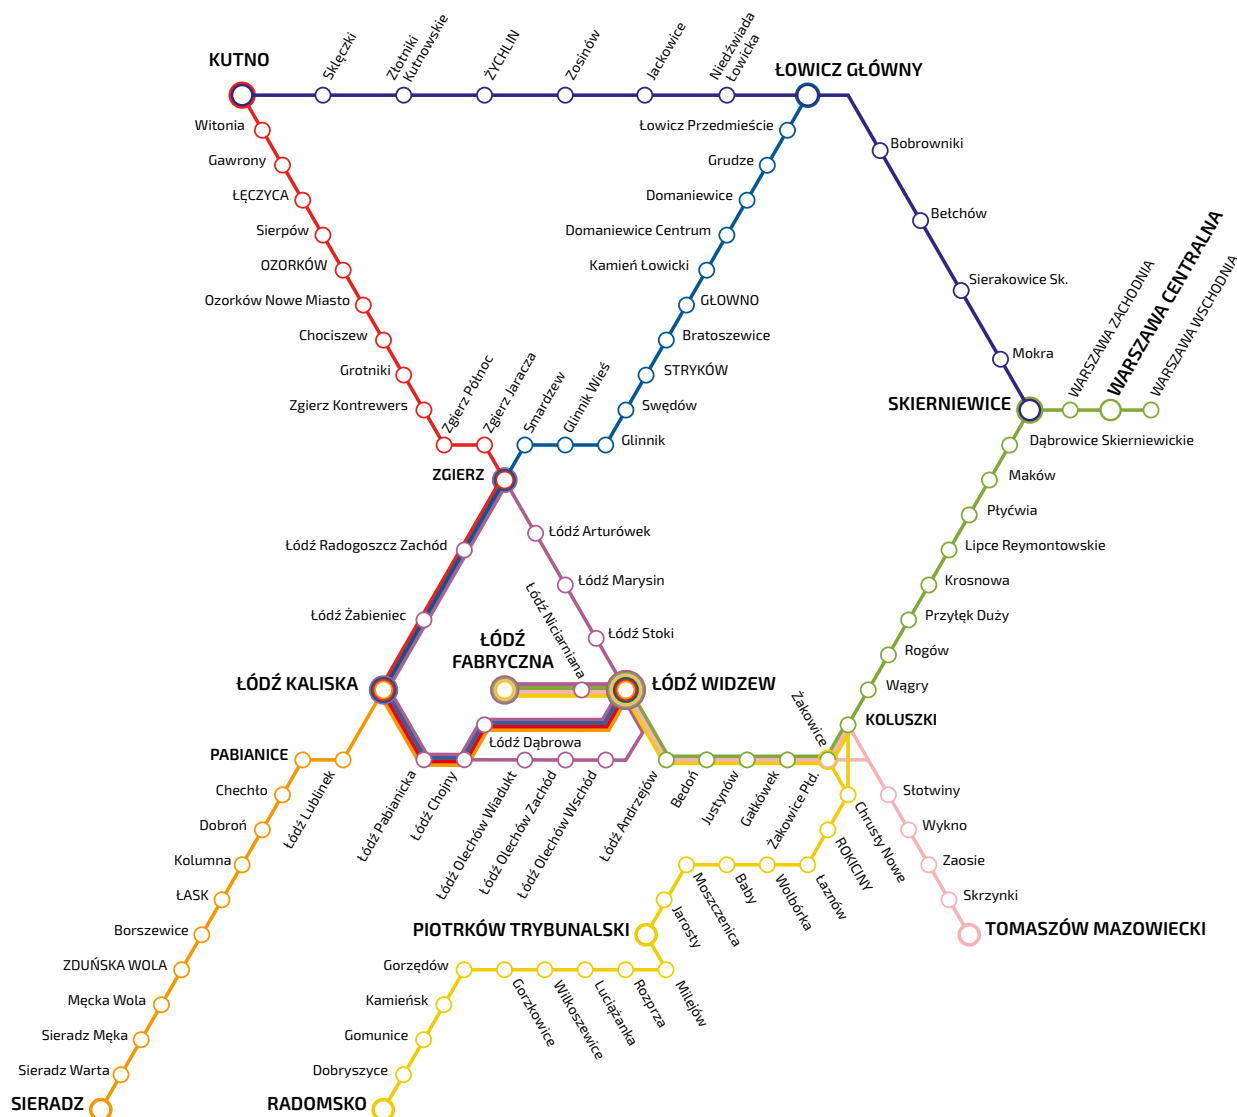 KUTNO
Sklęczki
Złotniki
Kutnowskie
ŻYCHLIN
Zosinów
Jackowice
Niedźwiada
Łowicka
ŁOWICZ GŁÓWNY
Witonia
Gawrony
ŁĘCZYCA
Sierpów
OZORKÓW
Ozorków Nowe Miasto
Chociszew
Grotniki
Zgierz Kontrewers
Zgierz Północ
Zgierz Jaracza
ZGIERZ
Łowicz Przedmieście
Grudze
Domaniewice
Domaniewice Centrum
Kamień Łowicki
GŁOWNO
Bratoszewice
STRYKÓW
Swędów
Glinnik
Glinnik Wieś
Smardzew
Bobrowniki
Bełchów
Sierakowice Sk.
Mokra
SKIERNIEWICE
WARSZAWA ZACHODNIA
WARSZAWA CENTRALNA
WARSZAWA WSCHODNIA
Dąbrowice Skierniewickie
Maków
Płyćwia
Lipce Reymontowskie
Krosnowa
Przyłęk Duży
Rogów
Wągry
KOLUSZKI
Łódź Radogoszcz Zachód
Łódź Żabieniec
ŁÓDŹ KALISKA
Łódź Arturówek
Łódź Marysin
Łódź Stoki
Łódź Niciarniana
ŁÓDŹ
FABRYCZNA
ŁÓDŹ WIDZEW
Łódź Dąbrowa
Łódź Pabianicka
Łódź Chojny
Łódź Olechów Wiadukt
Łódź Olechów Zachód
Łódź Olechów Wschód
Łódź Andrzejów
Bedoń
Justynów
Gałkówek
Żakowice Płd.
Żakowice
Chrusty Nowe
ROKICINY
Łaznów
Wolbórka
Baby
Moszczenica
Jarosty
PIOTRKÓW TRYBUNALSKI
Milejów
Rozprza
Luciążanka
Wilkoszewice
Gorzkowice
Gorzędów
Kamieńsk
Gomunice
Dobryszyce
RADOMSKO
Słotwiny
Wykno
Zaosie
Skrzynki
TOMASZÓW MAZOWIECKI
PABIANICE
Łódź Lublinek
Chechło
Dobroń
Kolumna
ŁASK
Borszewice
ZDUŃSKA WOLA
Męcka Wola
Sieradz Męka
Sieradz Warta
SIERADZ